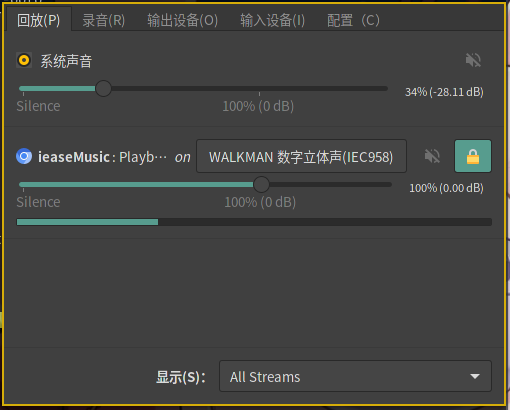 回放(P) 录音(R) 输出设备(O) 输入设备(I) 配置（C）
系统声音
34% (-28.11 dB)
Silence 100% (0 dB)
ieaseMusic : Playb… on WALKMAN 数字立体声(IEC958)
100% (0.00 dB)
Silence 100% (0 dB)
显示(S)： All Streams